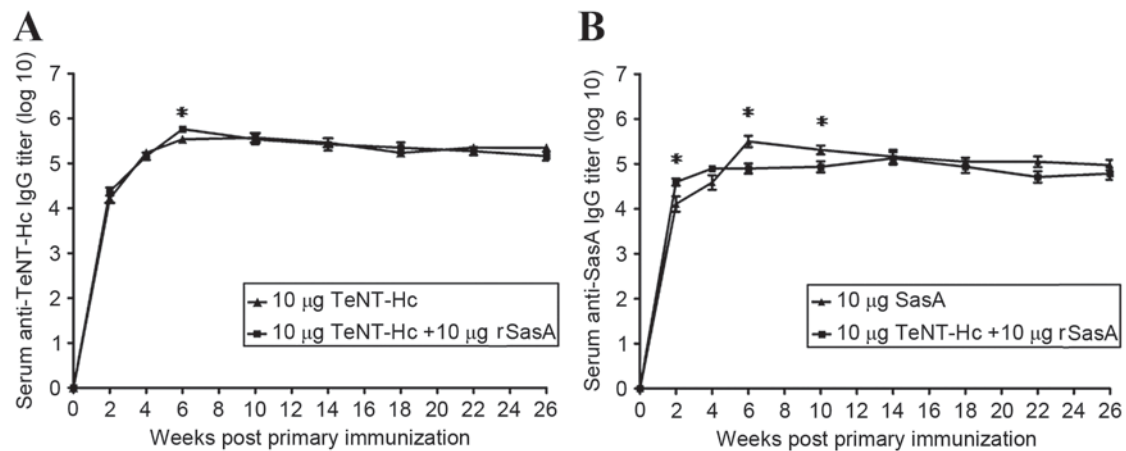 A
Serum anti-TeNT-Hc IgG titer (log 10)
7
6
5
4
3
2
1
0
*
10 μg TeNT-Hc
10 μg TeNT-Hc +10 μg rSasA
0 2 4 6 8 10 12 14 16 18 20 22 24 26
Weeks post primary immunization
B
Serum anti-SasA IgG titer (log 10)
7
6
5
4
3
2
1
0
* * *
10 μg SasA
10 μg TeNT-Hc +10 μg rSasA
0 2 4 6 8 10 12 14 16 18 20 22 24 26
Weeks post primary immunization